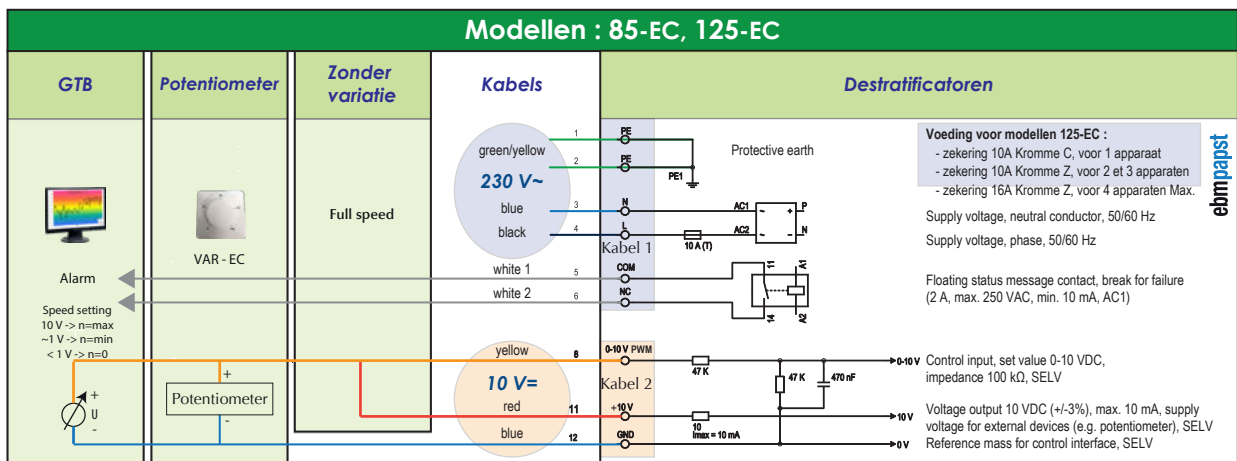 Modellen : 85-EC, 125-EC
GTB
Potentiometer
Zonder
variatie
Kabels
Destratificatoren
Alarm
Speed setting
10 V -> n=max
~1 V -> n=min
< 1 V -> n=0
+
U
-
VAR - EC
+
Potentiometer
-
Full speed
green/yellow
230 V~
blue
black
white 1
white 2
yellow
10 V=
red
blue
1
2
3
4
5
6
8
11
12
PE
PE
N
L
Kabel 1
COM
NC
0-10 V PWM
Kabel 2
+10 V
GND
PE1
Protective earth
10 A (T)
AC1
AC2
~
~
+
-
P
N
11
14
A1
A2
47 K
47 K
470 nF
10
Imax = 10 mA
0-10 V
10 V
0 V
Voeding voor modellen 125-EC :
- zekering 10A Kromme C, voor 1 apparaat
- zekering 10A Kromme Z, voor 2 et 3 apparaten
- zekering 16A Kromme Z, voor 4 apparaten Max.
Supply voltage, neutral conductor, 50/60 Hz
Supply voltage, phase, 50/60 Hz
Floating status message contact, break for failure
(2 A, max. 250 VAC, min. 10 mA, AC1)
Control input, set value 0-10 VDC,
impedance 100 kΩ, SELV
Voltage output 10 VDC (+/-3%), max. 10 mA, supply
voltage for external devices (e.g. potentiometer), SELV
Reference mass for control interface, SELV
ebmpapst